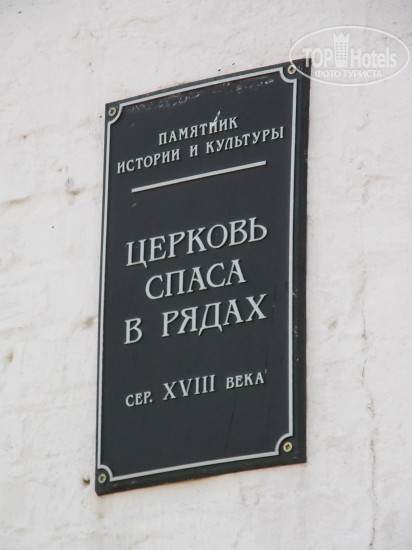 TOPHotels
ФОТО ТУРИСТА
ПАМЯТНИК
ИСТОРИИ И КУЛЬТУРЫ
ЦЕРКОВЬ
СПАСА
В РЯДАХ
СЕР. XVIII ВЕКА